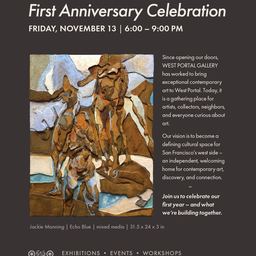 First Anniversary Celebration
FRIDAY, NOVEMBER 13 | 6:00 – 9:00 PM
Since opening our doors,
WEST PORTAL GALLERY
has worked to bring
exceptional contemporary
art to West Portal. Today, it
is a gathering place for
artists, collectors, neighbors,
and everyone curious about
art.
Our vision is to become a
defining cultural space for
San Francisco's west side –
an independent, welcoming
home for contemporary art,
discovery, and connection.
–
Join us to celebrate our
first year – and what
we're building together.
Jackie Manning | Echo Blue | mixed media | 31.5 x 24 x 3 in
EXHIBITIONS • EVENTS • WORKSHOPS